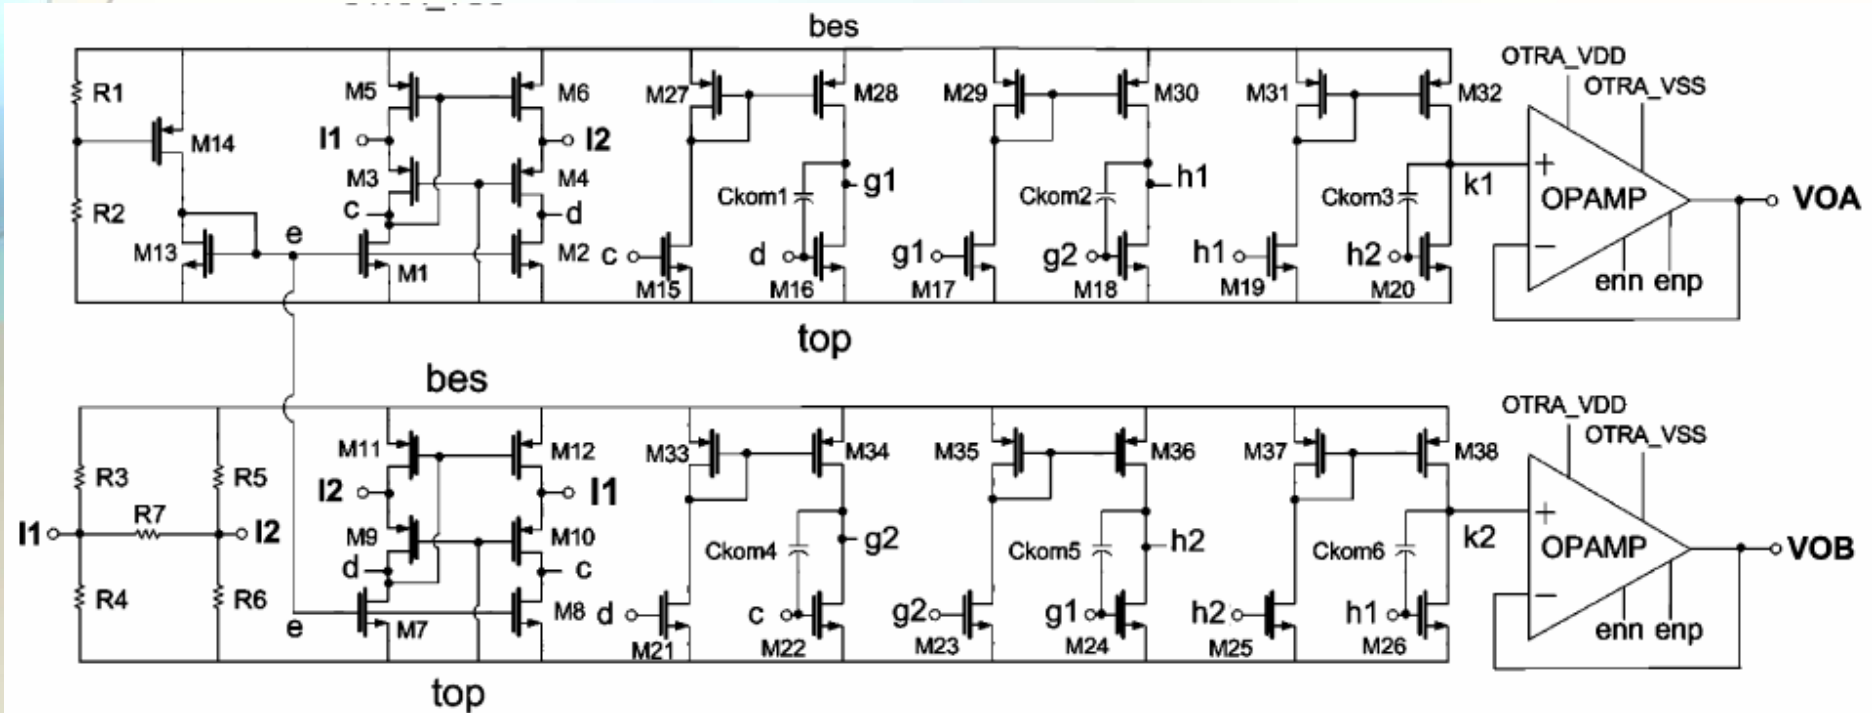 bes
R1
M14
R2
M13
e
M5
M6
I1
I2
M3
M4
c
d
M1
M2
M27
M28
Ckom1
g1
c
d
M15
M16
M29
M30
Ckom2
h1
g1
g2
M17
M18
M31
M32
Ckom3
k1
h1
h2
M19
M20
OTRA_VDD
OTRA_VSS
+
OPAMP
−
enn enp
VOA
top
bes
R3
R5
I1
R7
I2
R4
R6
e
M11
M12
I2
I1
M9
M10
d
c
M7
M8
M33
M34
Ckom4
g2
d
c
M21
M22
M35
M36
Ckom5
h2
g2
g1
M23
M24
M37
M38
Ckom6
k2
h2
h1
M25
M26
OTRA_VDD
OTRA_VSS
+
OPAMP
−
enn enp
VOB
top